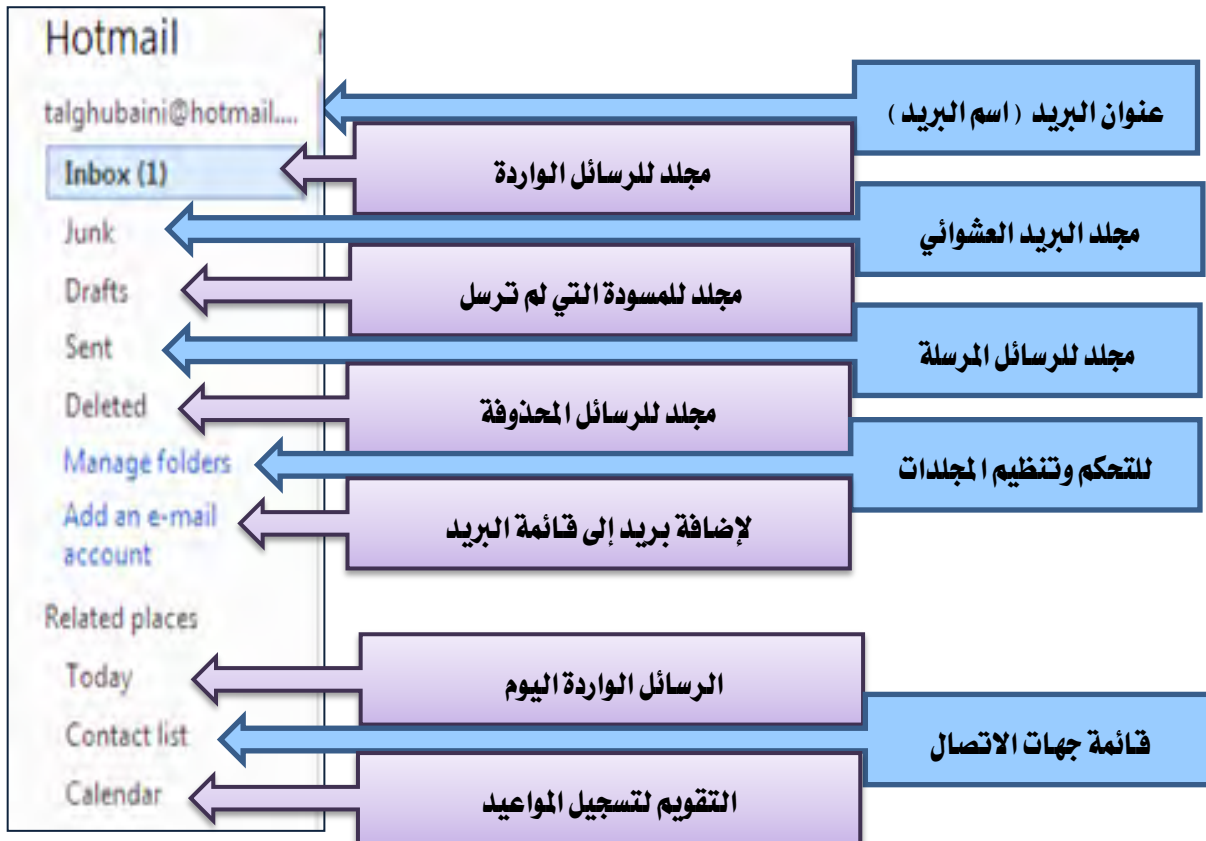 Hotmail
talghubaini@hotmail....
عنوان البريد ( اسم البريد )
Inbox (1)
مجلد للرسائل الواردة
Junk
مجلد البريد العشوائي
Drafts
مجلد للمسودة التي لم ترسل
Sent
مجلد للرسائل المرسلة
Deleted
مجلد للرسائل المحذوفة
Manage folders
للتحكم وتنظيم المجلدات
Add an e-mail
account
لإضافة بريد إلى قائمة البريد
Related places
Today
الرسائل الواردة اليوم
Contact list
قائمة جهات الاتصال
Calendar
التقويم لتسجيل المواعيد